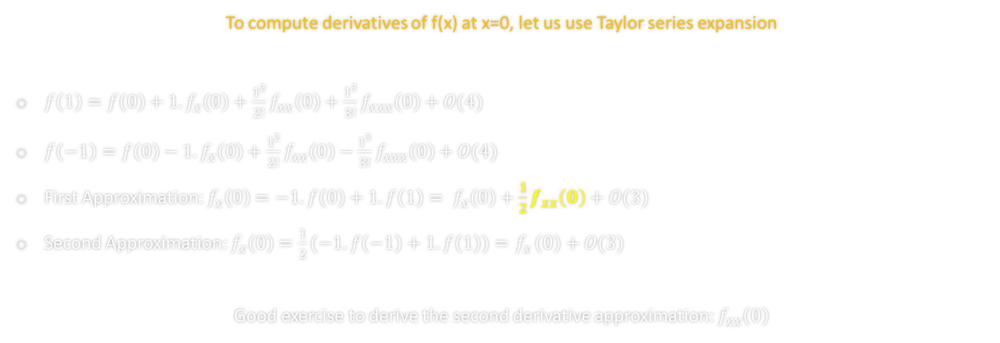 To compute derivatives of f(x) at x=0, let us use Taylor series expansion
○ $f(1) = f(0) + 1.f_x(0) + \frac{1^2}{2!} f_{xx}(0) + \frac{1^3}{3!} f_{xxx}(0) + O(4)$
○ $f(-1) = f(0) - 1.f_x(0) + \frac{1^2}{2!} f_{xx}(0) - \frac{1^3}{3!} f_{xxx}(0) + O(4)$
○ First Approximation: $f_x(0) = -1.f(0) + 1.f(1) = f_x(0) + \frac{1}{2} f_{xx}(0) + O(3)$
○ Second Approximation: $f_x(0) = \frac{1}{2}(-1.f(-1) + 1.f(1)) = f_x(0) + O(3)$
Good exercise to derive the second derivative approximation: $f_{xx}(0)$